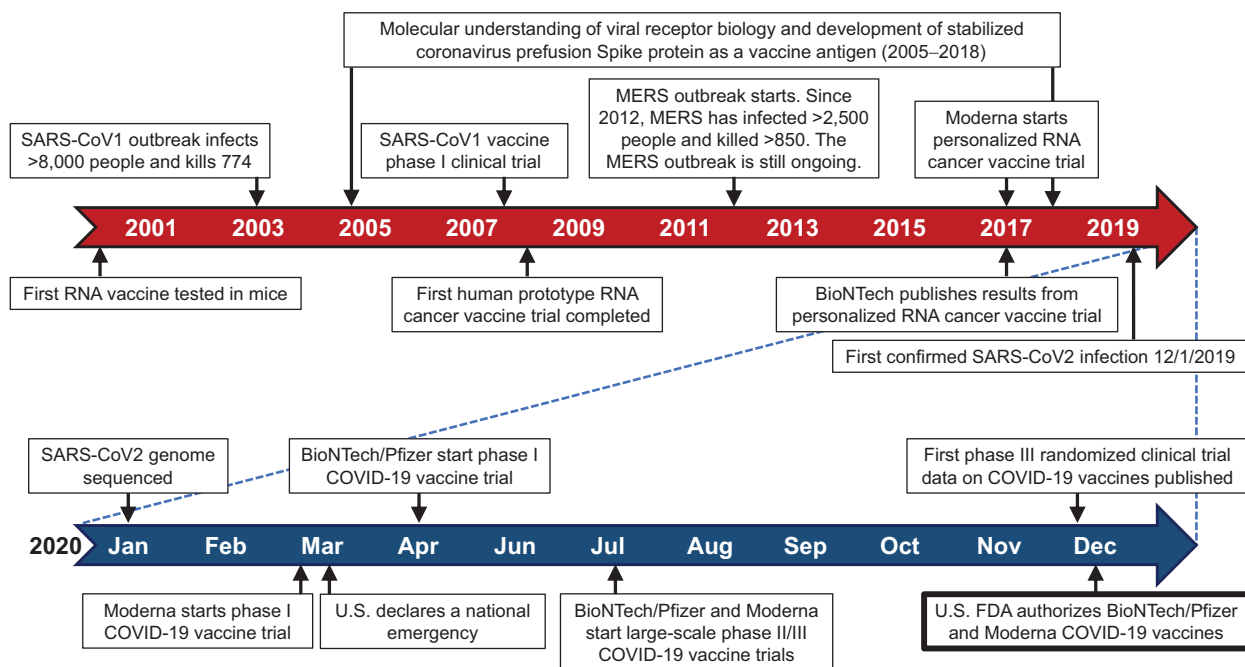 Molecular understanding of viral receptor biology and development of stabilized
coronavirus prefusion Spike protein as a vaccine antigen (2005–2018)
SARS-CoV1 outbreak infects
>8,000 people and kills 774
SARS-CoV1 vaccine
phase I clinical trial
MERS outbreak starts. Since
2012, MERS has infected >2,500
people and killed >850. The
MERS outbreak is still ongoing.
Moderna starts
personalized RNA
cancer vaccine trial
2001 2003 2005 2007 2009 2011 2013 2015 2017 2019
First RNA vaccine tested in mice
First human prototype RNA
cancer vaccine trial completed
BioNTech publishes results from
personalized RNA cancer vaccine trial
First confirmed SARS-CoV2 infection 12/1/2019
SARS-CoV2 genome
sequenced
BioNTech/Pfizer start phase I
COVID-19 vaccine trial
First phase III randomized clinical trial
data on COVID-19 vaccines published
2020 Jan Feb Mar Apr Jun Jul Aug Sep Oct Nov Dec
Moderna starts phase I
COVID-19 vaccine trial
U.S. declares a national
emergency
BioNTech/Pfizer and Moderna
start large-scale phase II/III
COVID-19 vaccine trials
U.S. FDA authorizes BioNTech/Pfizer
and Moderna COVID-19 vaccines